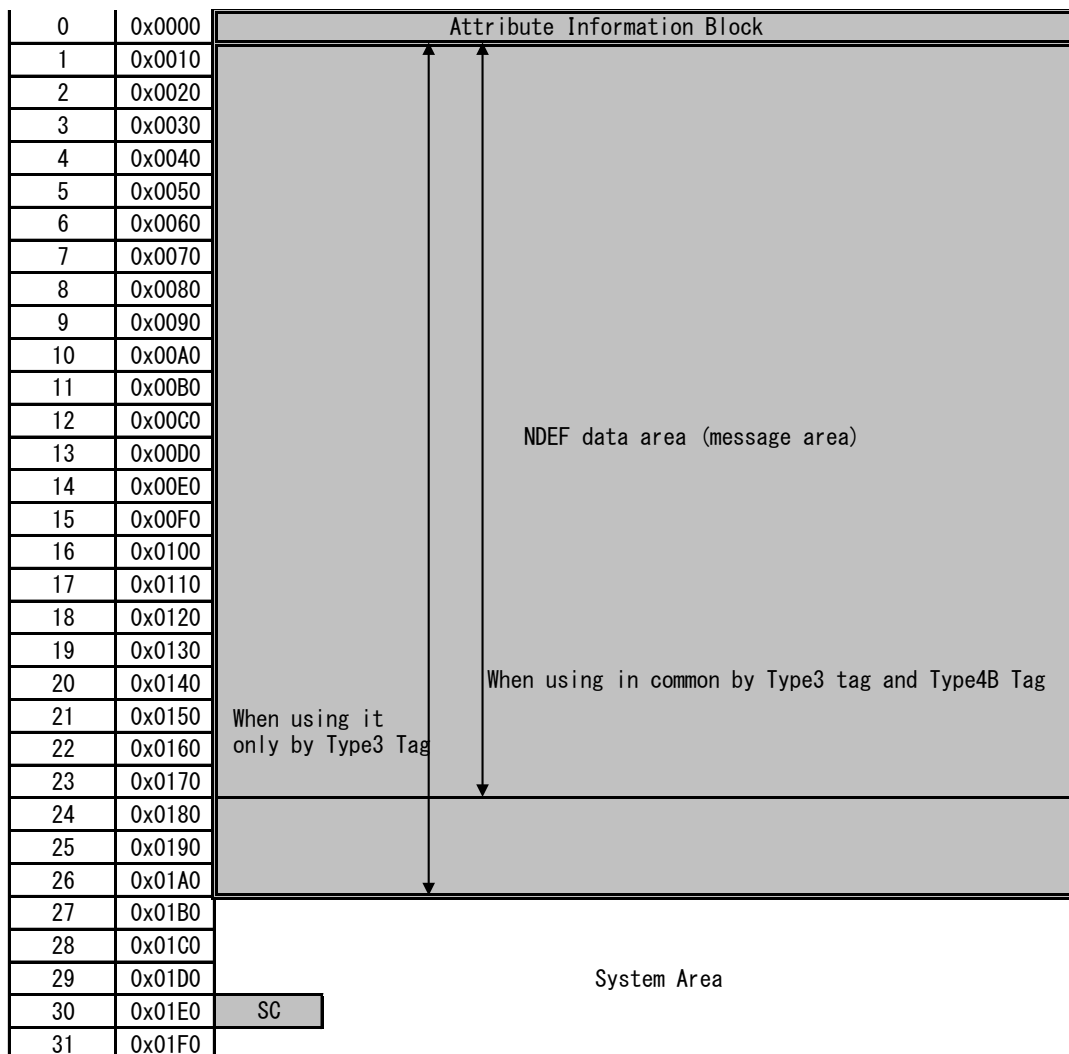 0 0x0000 Attribute Information Block
1 0x0010
2 0x0020
3 0x0030
4 0x0040
5 0x0050
6 0x0060
7 0x0070
8 0x0080
9 0x0090
10 0x00A0
11 0x00B0
12 0x00C0
NDEF data area (message area)
13 0x00D0
14 0x00E0
15 0x00F0
16 0x0100
17 0x0110
18 0x0120
19 0x0130
20 0x0140 When using in common by Type3 tag and Type4B Tag
21 0x0150 When using it
22 0x0160 only by Type3 Tag
23 0x0170
24 0x0180
25 0x0190
26 0x01A0
27 0x01B0
28 0x01C0
29 0x01D0 System Area
30 0x01E0 SC
31 0x01F0